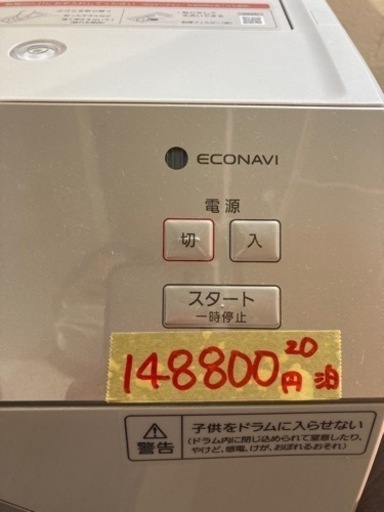 ECONAVI
電源
切 入
スタート
一時停止
148800円 20 泊
警告
子供をドラムに入らせない
(ドラム内に閉じ込められて窒息したり、
やけど、感電、けが、おぼれるおそれ)